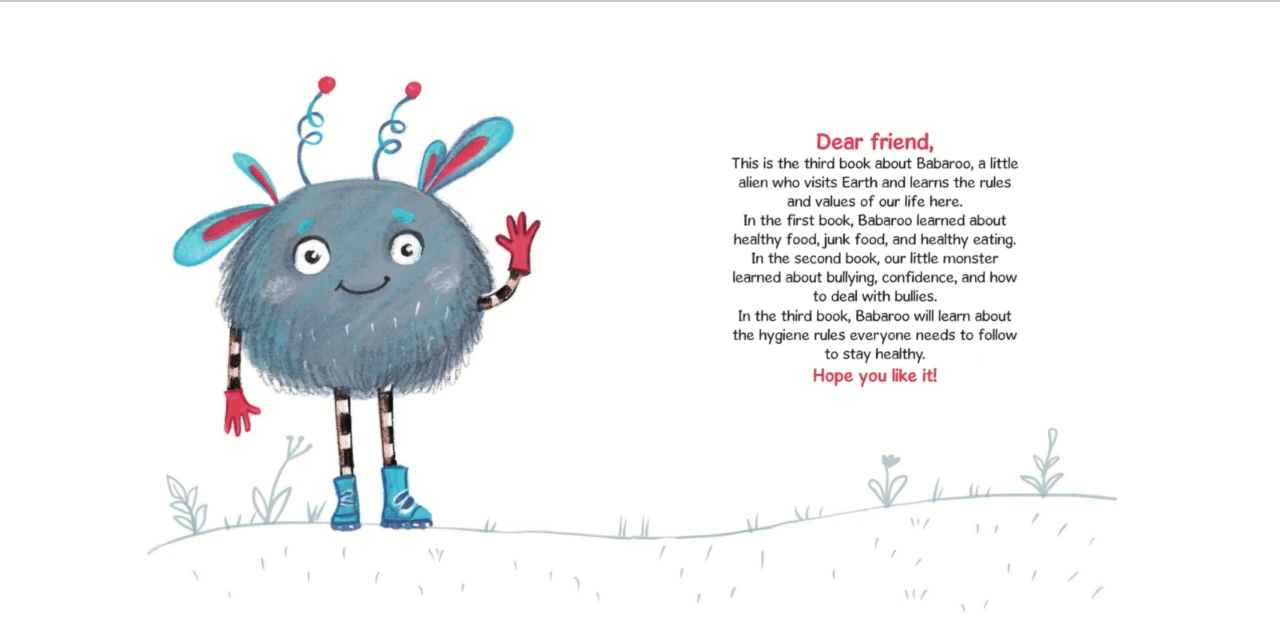 Dear friend,
This is the third book about Babaroo, a little
alien who visits Earth and learns the rules
and values of our life here.
In the first book, Babaroo learned about
healthy food, junk food, and healthy eating.
In the second book, our little monster
learned about bullying, confidence, and how
to deal with bullies.
In the third book, Babaroo will learn about
the hygiene rules everyone needs to follow
to stay healthy.
Hope you like it!